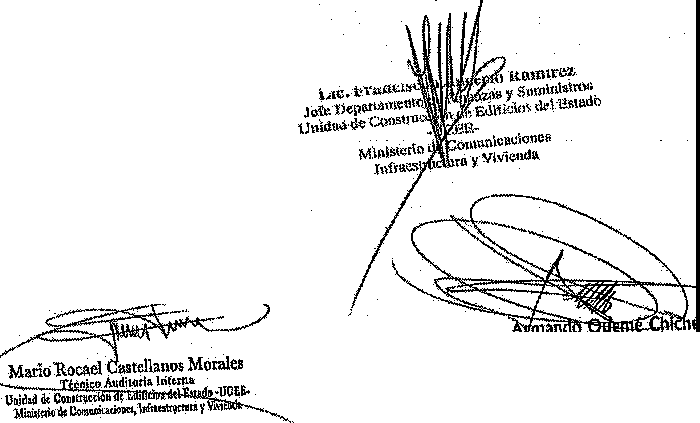 Lic. Francisco Ramirez
Jefe Departamento Finanzas y Suministros
Unidad de Construcción de Edificios del Estado
Ministerio de Comunicaciones
Infraestructura y Vivienda
Armando Quemé Chiche
Mario Rocael Castellanos Morales
Técnico Auditoria Interna
Unidad de Construcción de Edificios del Estado -UCEE-
Ministerio de Comunicaciones, Infraestructura y Vivienda